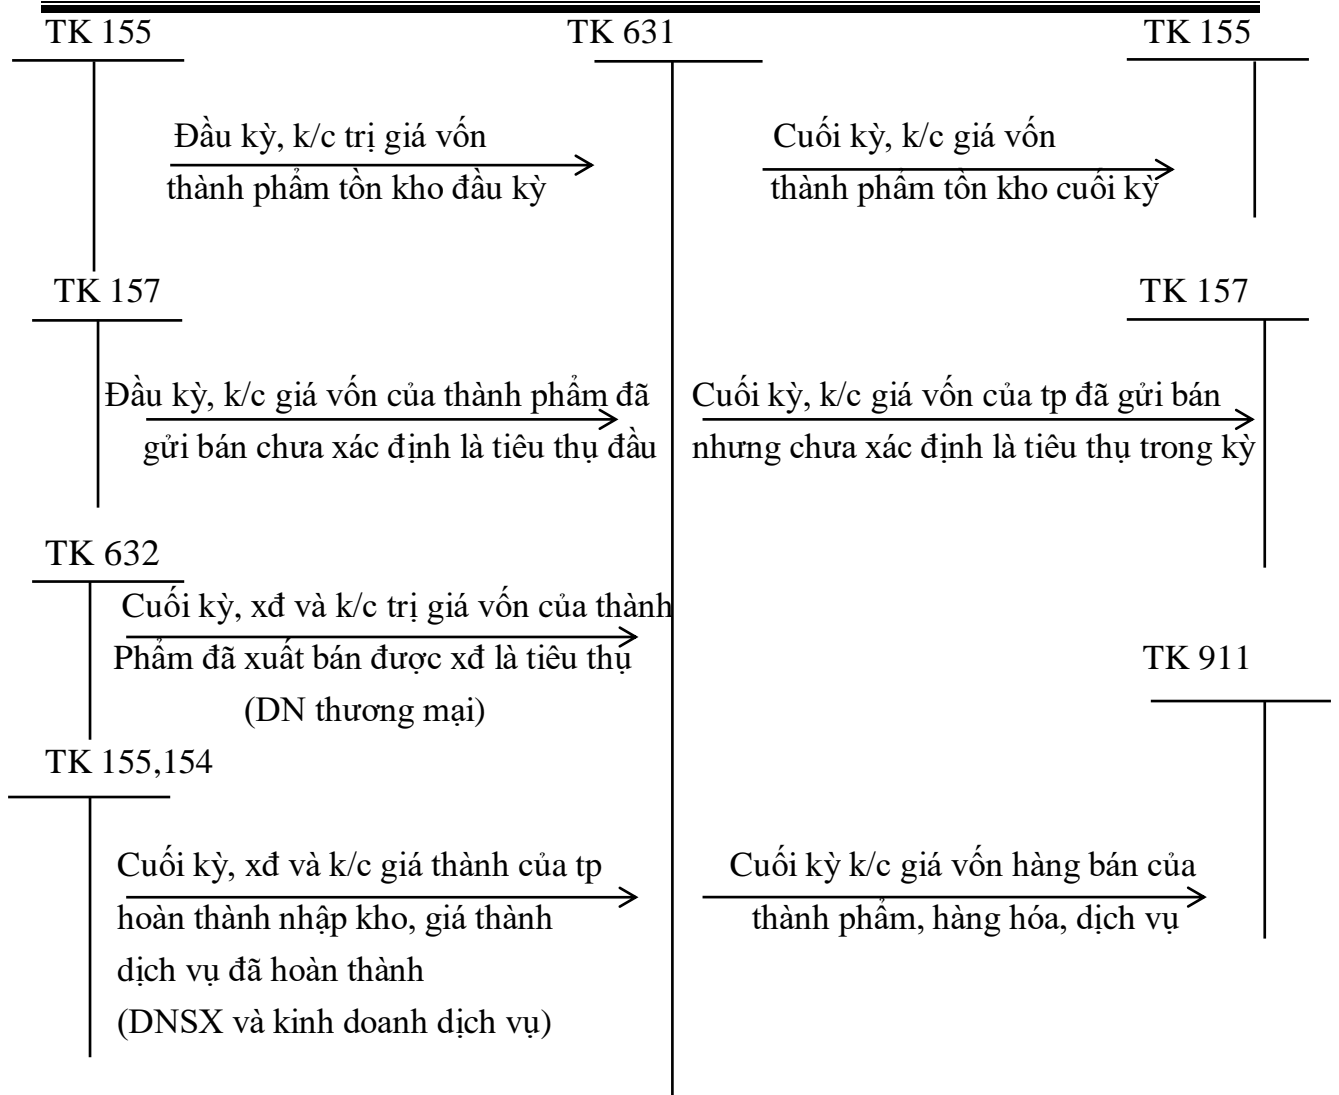 TK 155
TK 631
TK 155
Đầu kỳ, k/c trị giá vốn
thành phẩm tồn kho đầu kỳ
Cuối kỳ, k/c giá vốn
thành phẩm tồn kho cuối kỳ
TK 157
TK 157
Đầu kỳ, k/c giá vốn của thành phẩm đã
gửi bán chưa xác định là tiêu thụ đầu
Cuối kỳ, k/c giá vốn của tp đã gửi bán
nhưng chưa xác định là tiêu thụ trong kỳ
TK 632
Cuối kỳ, xđ và k/c trị giá vốn của thành
Phẩm đã xuất bán được xđ là tiêu thụ
(DN thương mại)
TK 911
TK 155,154
Cuối kỳ, xđ và k/c giá thành của tp
hoàn thành nhập kho, giá thành
dịch vụ đã hoàn thành
(DNSX và kinh doanh dịch vụ)
Cuối kỳ k/c giá vốn hàng bán của
thành phẩm, hàng hóa, dịch vụ